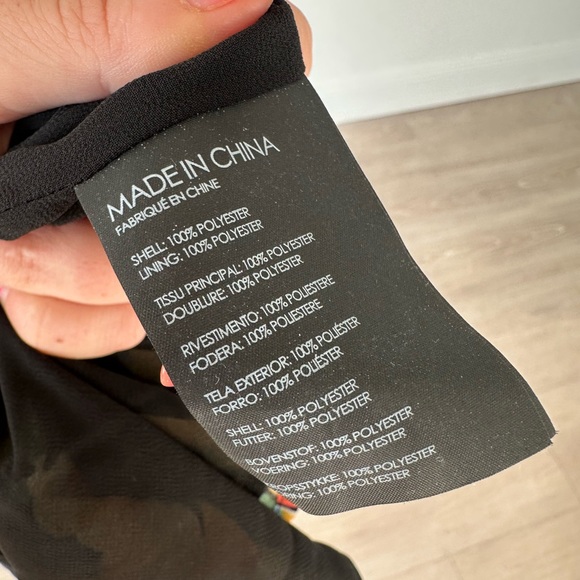 MADE IN CHINA
FABRIQUÉ EN CHINE
SHELL: 100% POLYESTER
LINING: 100% POLYESTER
TISSU PRINCIPAL: 100% POLYESTER
DOUBLURE: 100% POLYESTER
RIVESTIMENTO: 100% POLIESTERE
FODERA: 100% POLIESTERE
TELA EXTERIOR: 100% POLIÉSTER
FORRO: 100% POLIÉSTER
SHELL: 100% POLYESTER
FUTTER: 100% POLYESTER
BOVENSTOF: 100% POLYESTER
VOERING: 100% POLYESTER
100% POLYESTER
100% POLYESTER